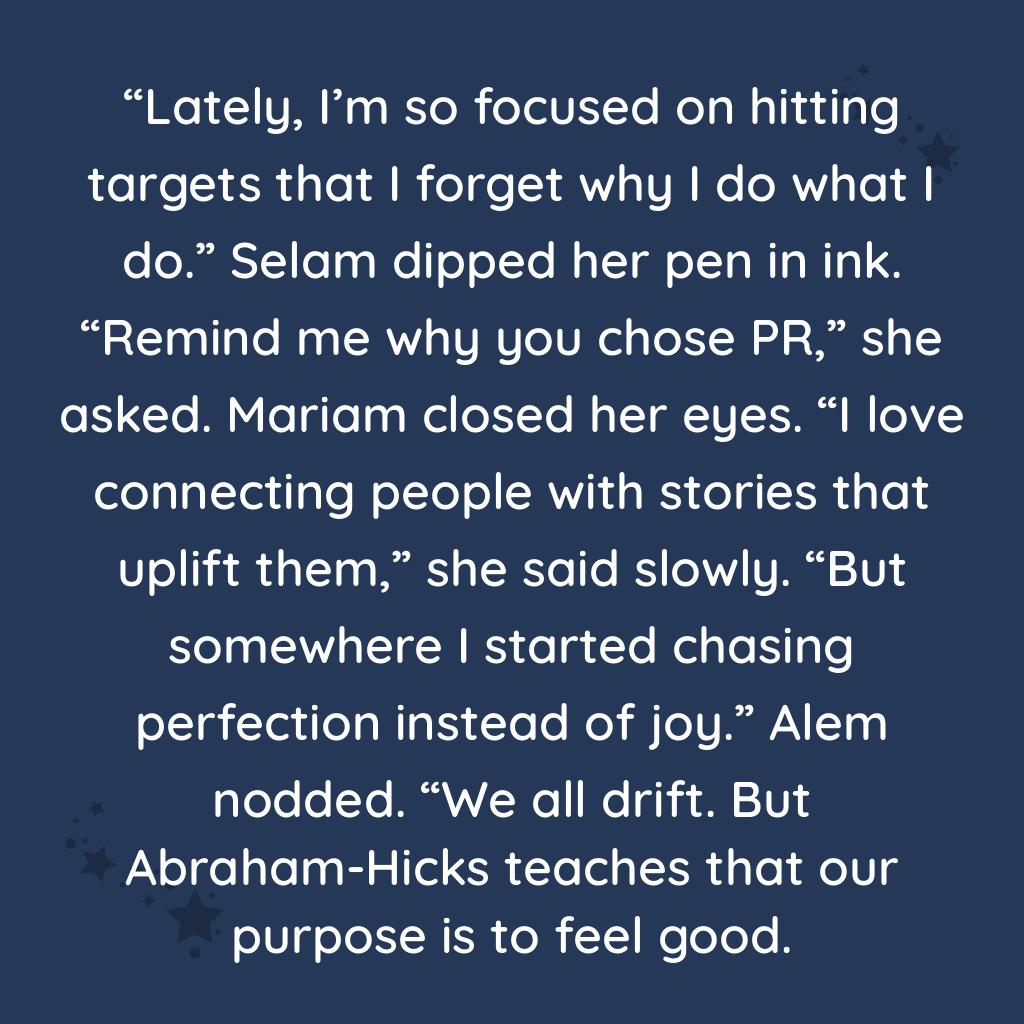 “Lately, I’m so focused on hitting
targets that I forget why I do what I
do.” Selam dipped her pen in ink.
“Remind me why you chose PR,” she
asked. Mariam closed her eyes. “I love
connecting people with stories that
uplift them,” she said slowly. “But
somewhere I started chasing
perfection instead of joy.” Alem
nodded. “We all drift. But
Abraham-Hicks teaches that our
purpose is to feel good.